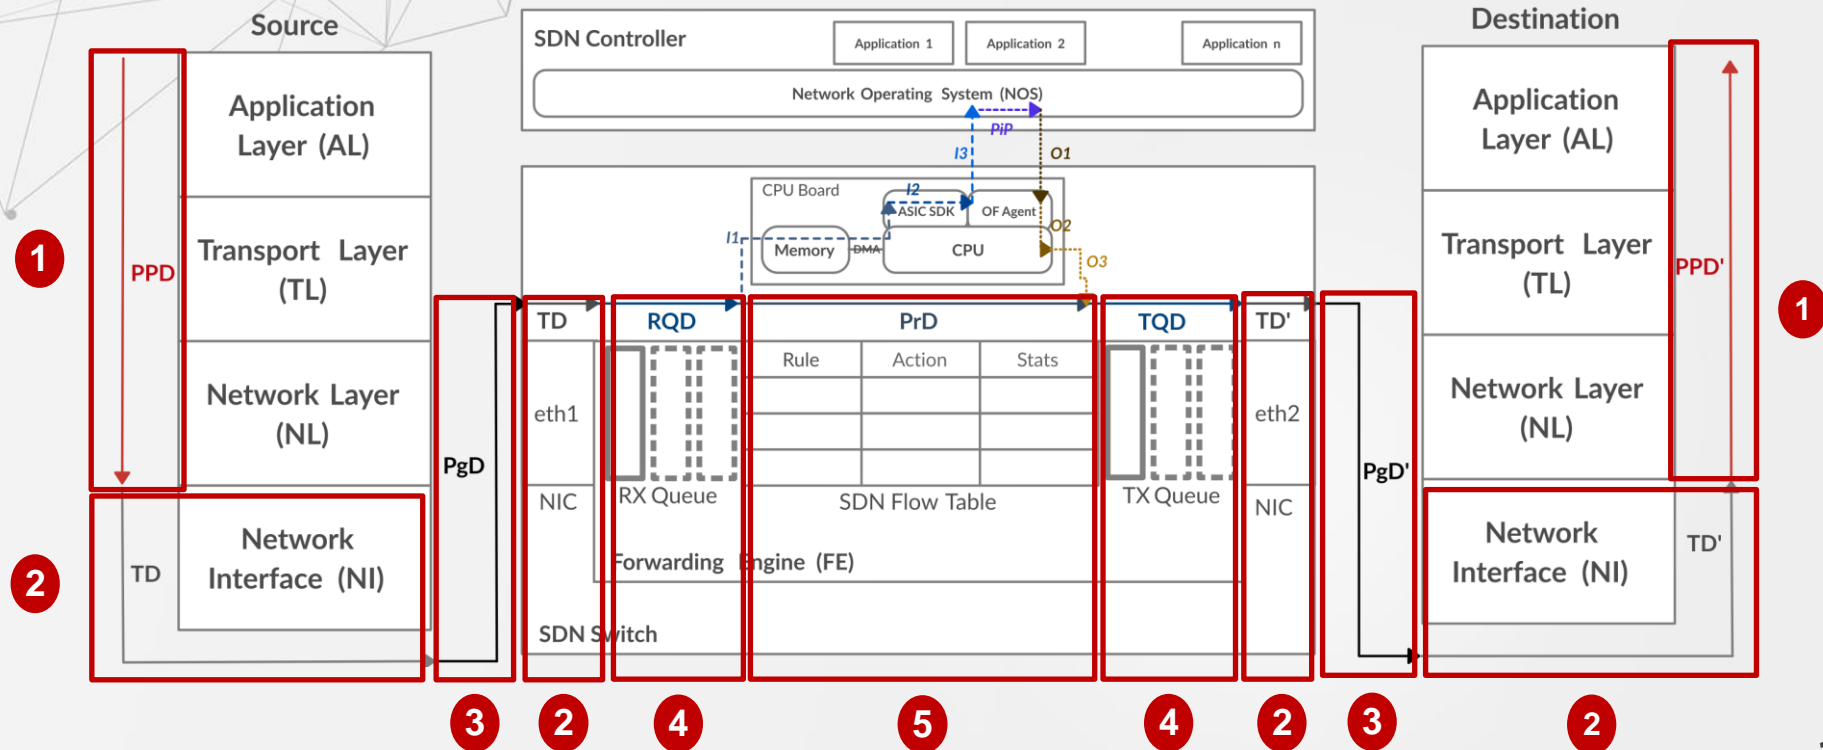 Source
SDN Controller
Application 1
Application 2
Application n
Network Operating System (NOS)
Destination
Application
Layer (AL)
Transport Layer
(TL)
Network Layer
(NL)
Network
Interface (NI)
PPD
TD
1
2
PgD
3
PiP
I3
O1
CPU Board
I2
ASIC SDK
OF Agent
I1
Memory
DMA
CPU
O2
O3
TD
RQD
PrD
TQD
TD'
Rule
Action
Stats
eth1
eth2
NIC
RX Queue
SDN Flow Table
TX Queue
NIC
Forwarding Engine (FE)
SDN Switch
2
4
5
4
2
PgD'
3
Application
Layer (AL)
Transport Layer
(TL)
Network Layer
(NL)
Network
Interface (NI)
PPD'
TD'
1
2